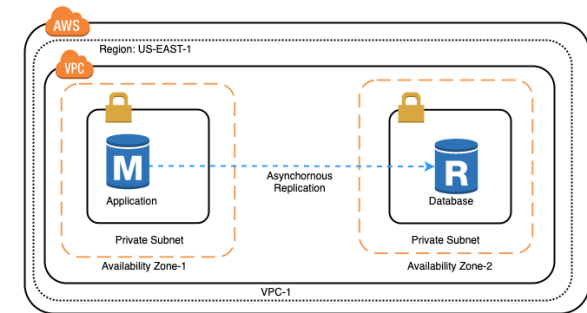 AWS
Region: US-EAST-1
VPC
M
R
Asynchornous
Replication
Application
Database
Private Subnet
Private Subnet
Availability Zone-1
Availability Zone-2
VPC-1